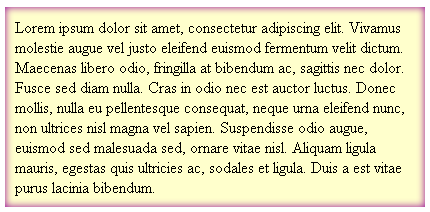 Lorem ipsum dolor sit amet, consectetur adipiscing elit. Vivamus
molestie augue vel justo eleifend euismod fermentum velit dictum.
Maecenas libero odio, fringilla at bibendum ac, sagittis nec dolor.
Fusce sed diam nulla. Cras in odio nec est auctor luctus. Donec
mollis, nulla eu pellentesque consequat, neque urna eleifend nunc,
non ultrices nisl magna vel sapien. Suspendisse odio augue,
euismod sed malesuada sed, ornare vitae nisl. Aliquam ligula
mauris, egestas quis ultricies ac, sodales et ligula. Duis a est vitae
purus lacinia bibendum.